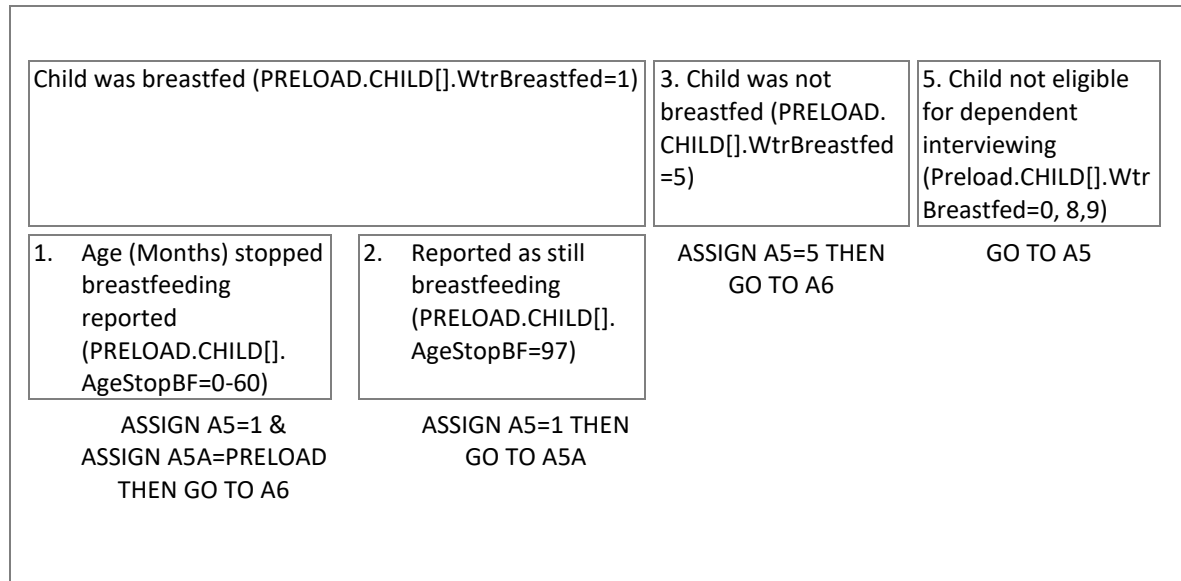 Child was breastfed (PRELOAD.CHILD[].WtrBreastfed=1)
3. Child was not
breastfed (PRELOAD.
CHILD[].WtrBreastfed
=5)
5. Child not eligible
for dependent
interviewing
(Preload.CHILD[].Wtr
Breastfed=0, 8,9)
1. Age (Months) stopped
breastfeeding
reported
(PRELOAD.CHILD[].
AgeStopBF=0-60)
2. Reported as still
breastfeeding
(PRELOAD.CHILD[].
AgeStopBF=97)
ASSIGN A5=5 THEN
GO TO A6
GO TO A5
ASSIGN A5=1 &
ASSIGN A5A=PRELOAD
THEN GO TO A6
ASSIGN A5=1 THEN
GO TO A5A